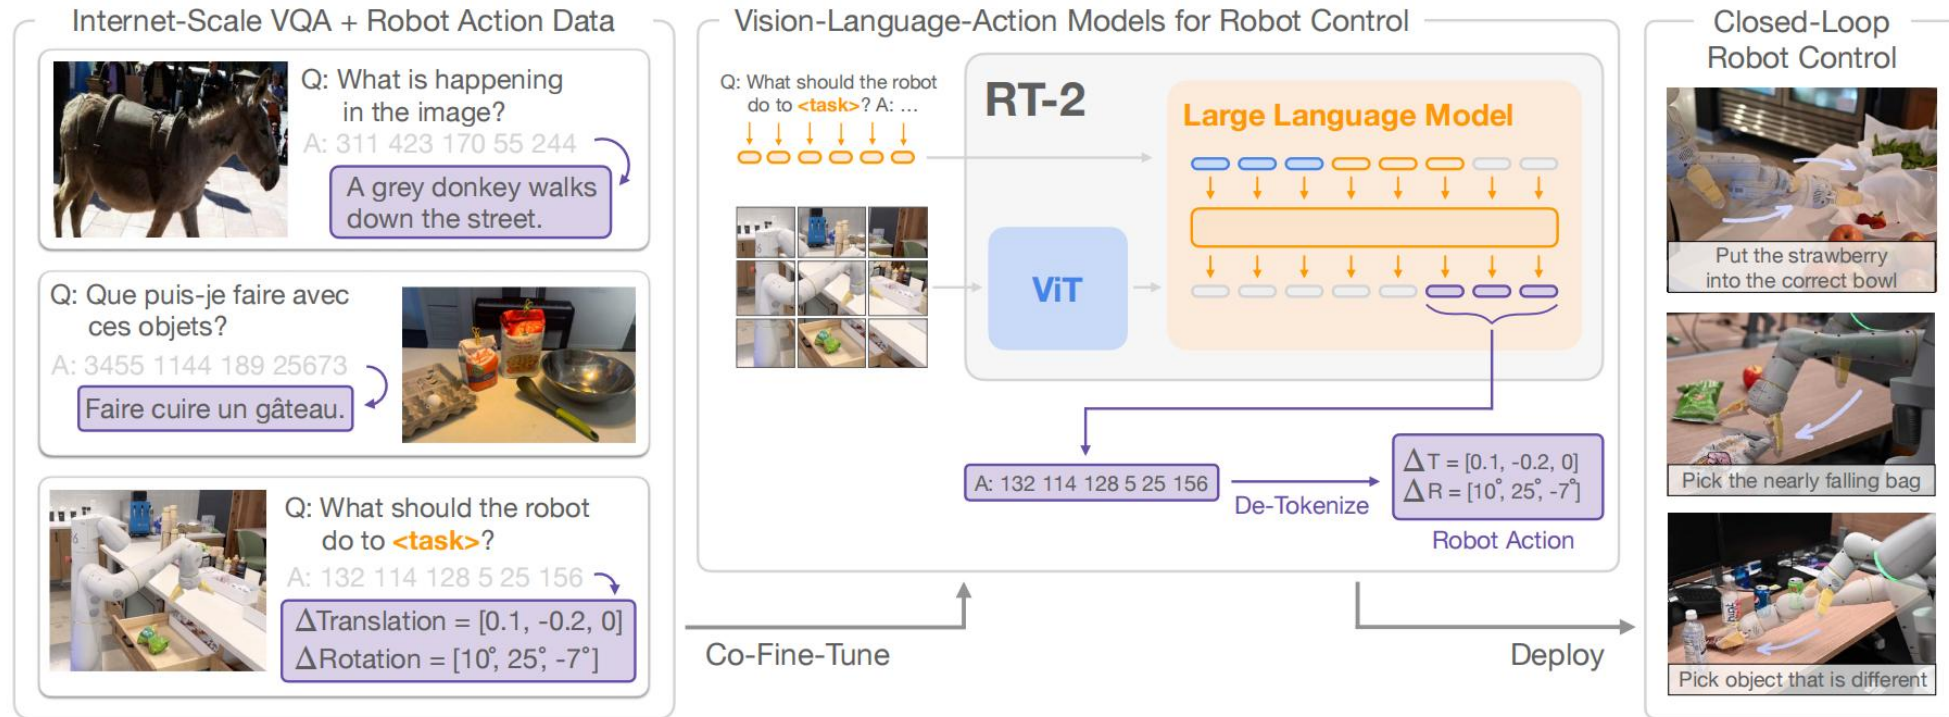 Internet-Scale VQA + Robot Action Data
Q: What is happening
in the image?
A: 311 423 170 55 244
A grey donkey walks
down the street.
Q: Que puis-je faire avec
ces objets?
A: 3455 1144 189 25673
Faire cuire un gâteau.
Q: What should the robot
do to <task>?
A: 132 114 128 5 25 156
ΔTranslation = [0.1, -0.2, 0]
ΔRotation = [10°, 25°, -7°]
Co-Fine-Tune
Vision-Language-Action Models for Robot Control
Q: What should the robot
do to <task>? A: …
RT-2
Large Language Model
ViT
A: 132 114 128 5 25 156
De-Tokenize
ΔT = [0.1, -0.2, 0]
ΔR = [10°, 25°, -7°]
Robot Action
Deploy
Closed-Loop
Robot Control
Put the strawberry
into the correct bowl
Pick the nearly falling bag
Pick object that is different